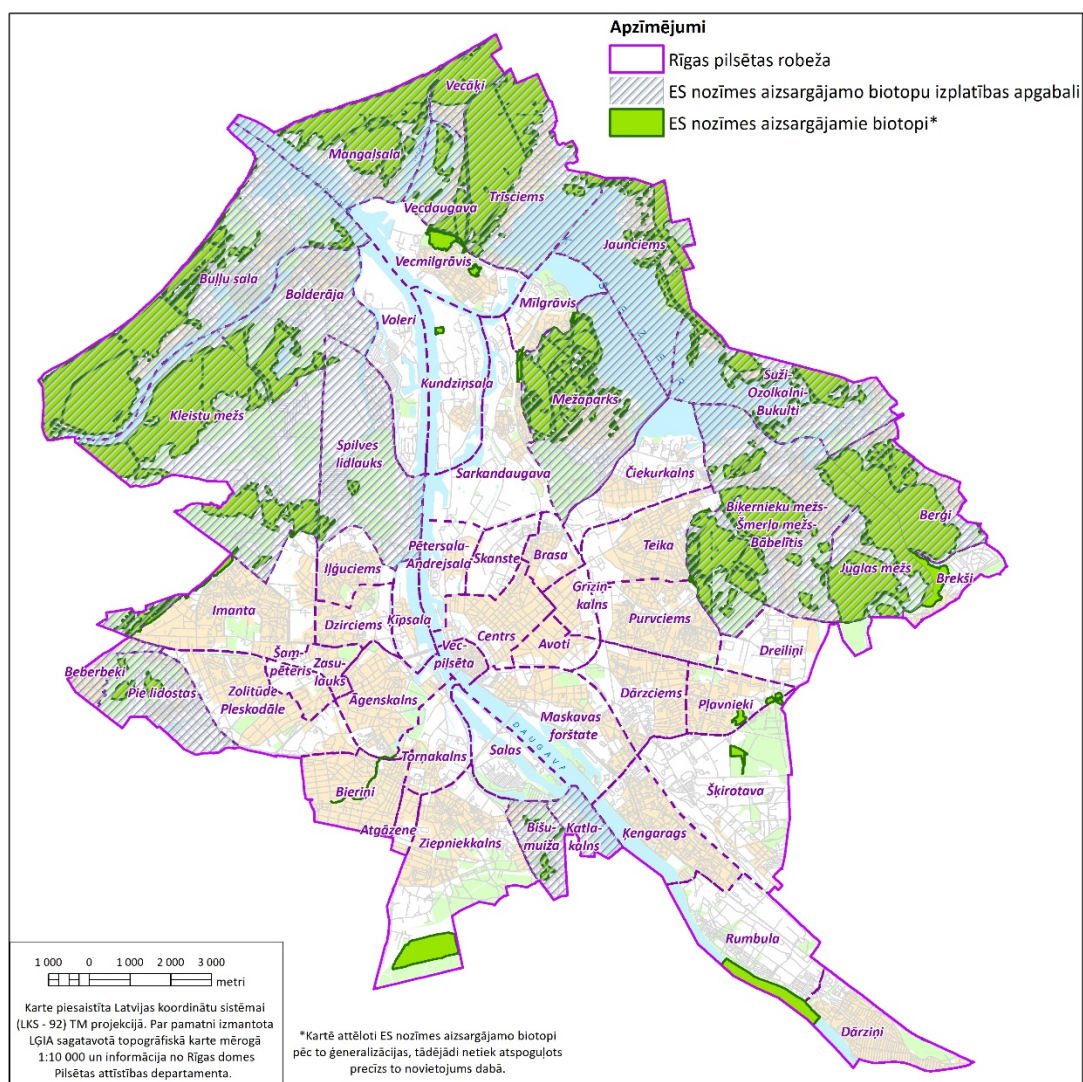 Apzīmējumi
Rīgas pilsētas robeža
ES nozīmes aizsargājamo biotopu izplatības apgabali
ES nozīmes aizsargājamie biotopi*
Vecāķi
Mangaļsala
Trīsciems
Vecdaugava
Jaunciems
Vecmilgrāvis
Buļļu sala
Bolderāja
Mīlgrāvis
Voleri
Kundziņsala
Suži-
Ozolkalni-
Bukulti
Mežaparks
Kleistu mežs
Spilves
lidlauks
Sarkandaugava
Čiekurkalns
Biķernieku mežs-
Šmerļa mežs-
Bābelītis
Berģi
Juglas mežs
Brekši
Pētersala-
Andrejsala
Skanste
Brasa
Teika
Iļģuciems
Grīziņ-
kalns
Imanta
Dzirciems
Ķīpsala
Centrs
Avoti
Purvciems
Vec-
pilsēta
Dreiliņi
Šam-
pēteris
Zasu-
lauks
Beberbeķi
Pie lidostas
Zolitūde
Pleskodāle
Āgenskalns
Dārzciems
Pļavnieki
Maskavas
forštate
DAUGAVA
Salas
Torņakalns
Šķirotava
Bieriņi
Atgāzene
Ziepniekkalns
Bišu-
muiža
Katla-
kalns
Ķengarags
Rumbula
Dārziņi
1 000 0 1 000 2 000 3 000
metri
Karte piesaistīta Latvijas koordinātu sistēmai
(LKS - 92) TM projekcijā. Par pamatni izmantota
LĢIA sagatavotā topogrāfiskā karte mērogā
1:10 000 un informācija no Rīgas domes
Pilsētas attīstības departamenta.
*Kartē attēloti ES nozīmes aizsargājamo biotopi
pēc to ģeneralizācijas, tādējādi netiek atspoguļots
precīzs to novietojums dabā.